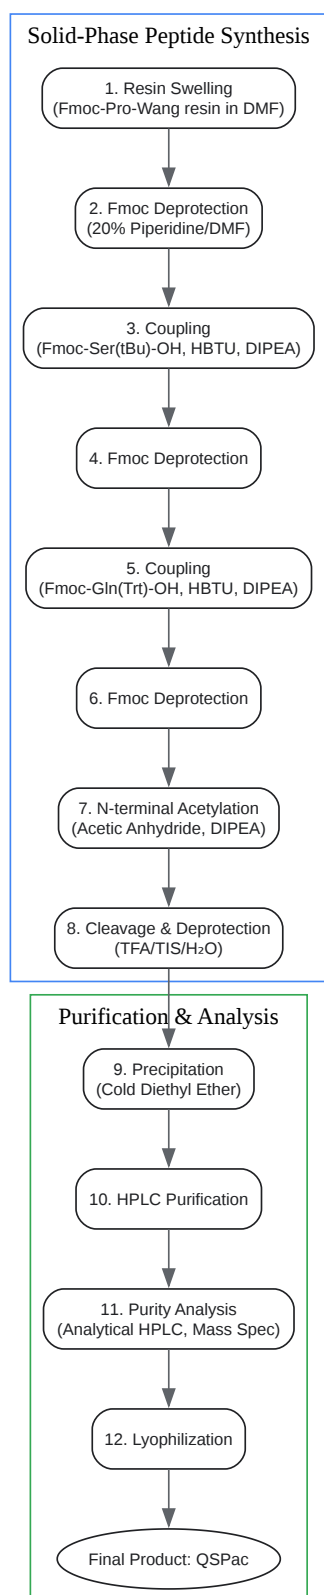 Solid-Phase Peptide Synthesis
1. Resin Swelling
(Fmoc-Pro-Wang resin in DMF)
2. Fmoc Deprotection
(20% Piperidine/DMF)
3. Coupling
(Fmoc-Ser(tBu)-OH, HBTU, DIPEA)
4. Fmoc Deprotection
5. Coupling
(Fmoc-Gln(Trt)-OH, HBTU, DIPEA)
6. Fmoc Deprotection
7. N-terminal Acetylation
(Acetic Anhydride, DIPEA)
8. Cleavage & Deprotection
(TFA/TIS/H₂O)
Purification & Analysis
9. Precipitation
(Cold Diethyl Ether)
10. HPLC Purification
11. Purity Analysis
(Analytical HPLC, Mass Spec)
12. Lyophilization
Final Product: QSPac